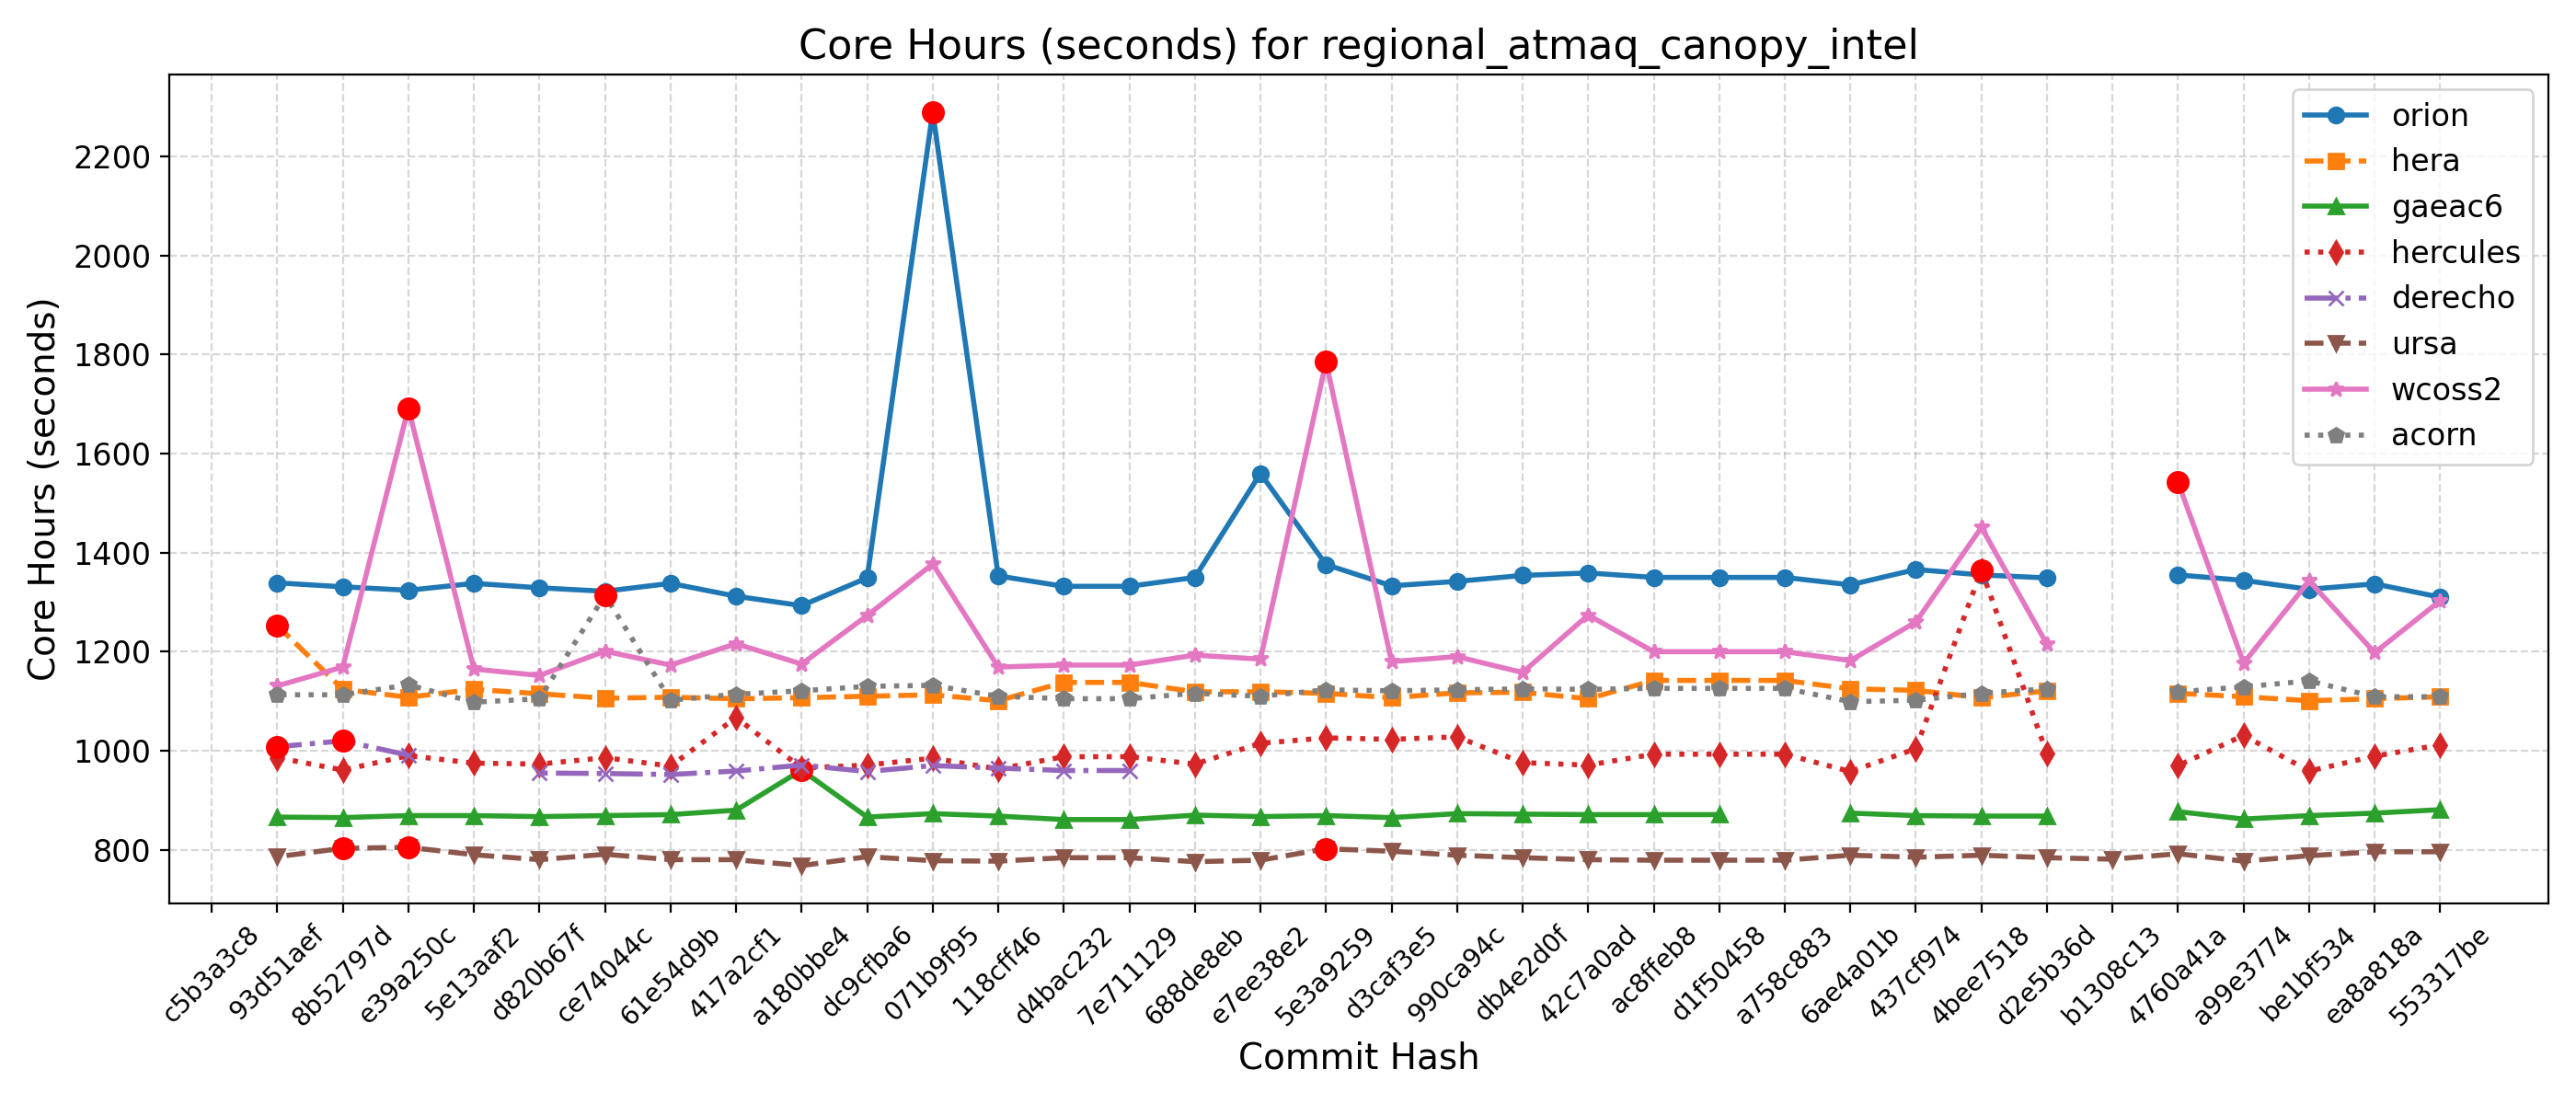 Core Hours (seconds) for regional_atmaq_canopy_intel
Core Hours (seconds)
2200
2000
1800
1600
1400
1200
1000
800
orion
hera
gaeac6
hercules
derecho
ursa
wcoss2
acorn
c5b3a3c8
93d51aef
8b52797d
e39a250c
5e13aaf2
d820b67f
ce74044c
61e54d9b
417a2cf1
a180bbe4
dc9cfba6
071b9f95
118cff46
d4bac232
7e711129
688de8eb
e7ee38e2
5e3a9259
d3caf3e5
990ca94c
db4e2d0f
42c7a0ad
ac8ffeb8
d1f50458
a758c883
6ae4a01b
437cf974
4bee7518
d2e5b36d
b1308c13
4760a41a
a99e3774
be1bf534
ea8a818a
553317be
Commit Hash